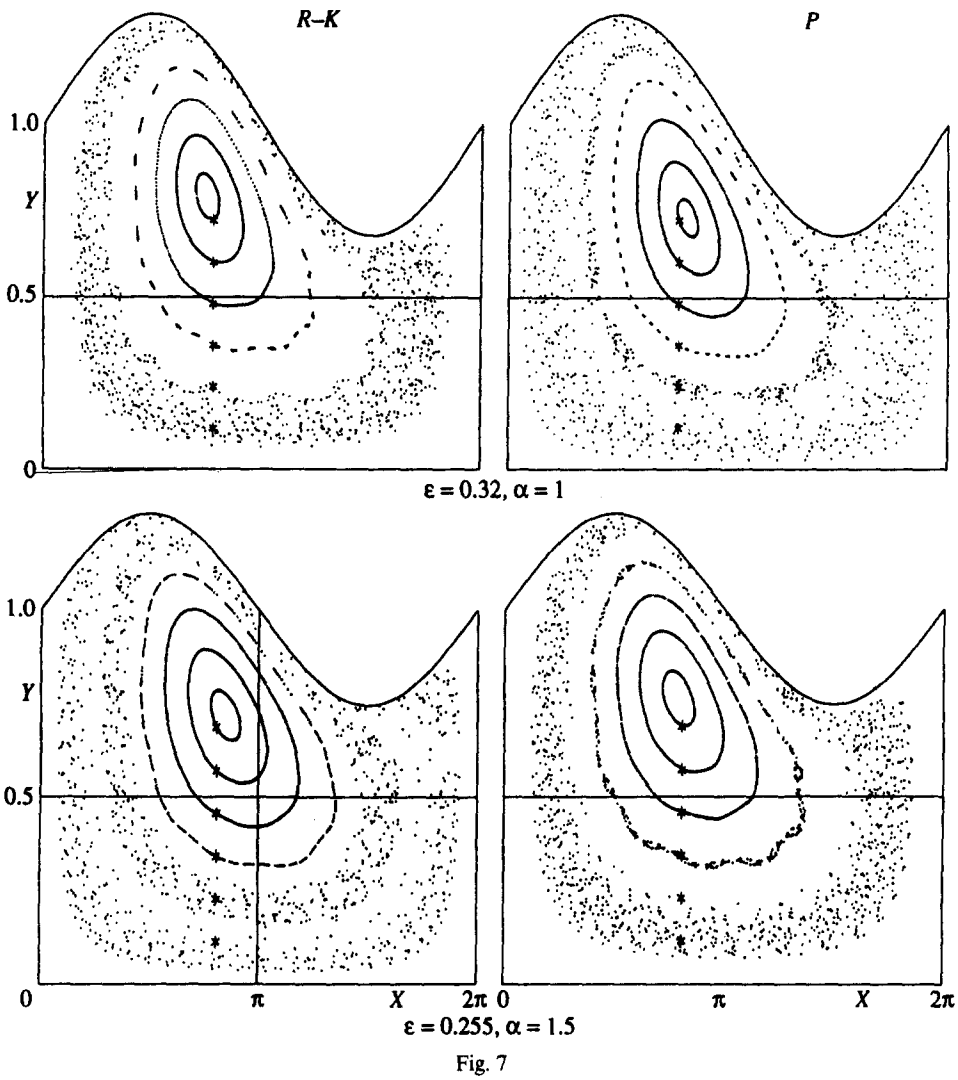 R–K P
1.0
Y
0.5
0
ε = 0.32, α = 1
1.0
Y
0.5
0 π X 2π 0 π X 2π
ε = 0.255, α = 1.5
Fig. 7